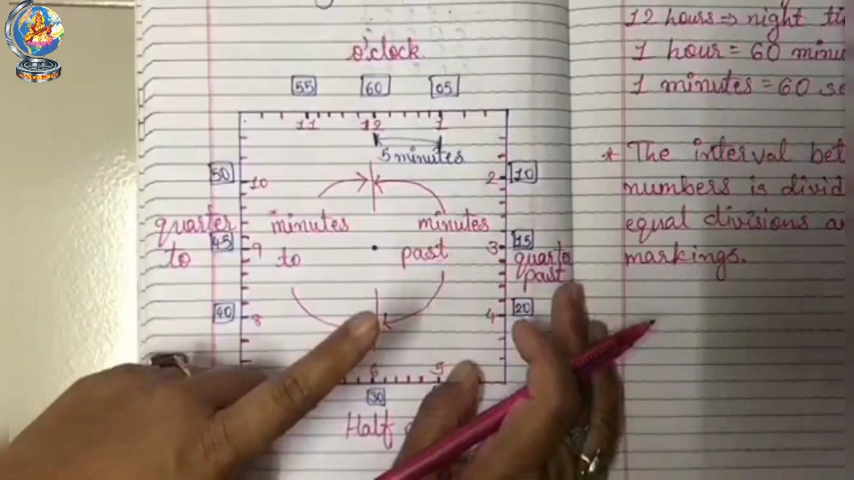 o'clock
55 60 05
11 12 1
5 minutes
50 10 2 10
quarter minutes minutes
45 9 3 15
to to past quarter
past
40 8 4 20
6 5
30
Half
12 hours ⇒ night
1 hour = 60
1 minutes = 60
* The interval
numbers is
equal divisions
markings.